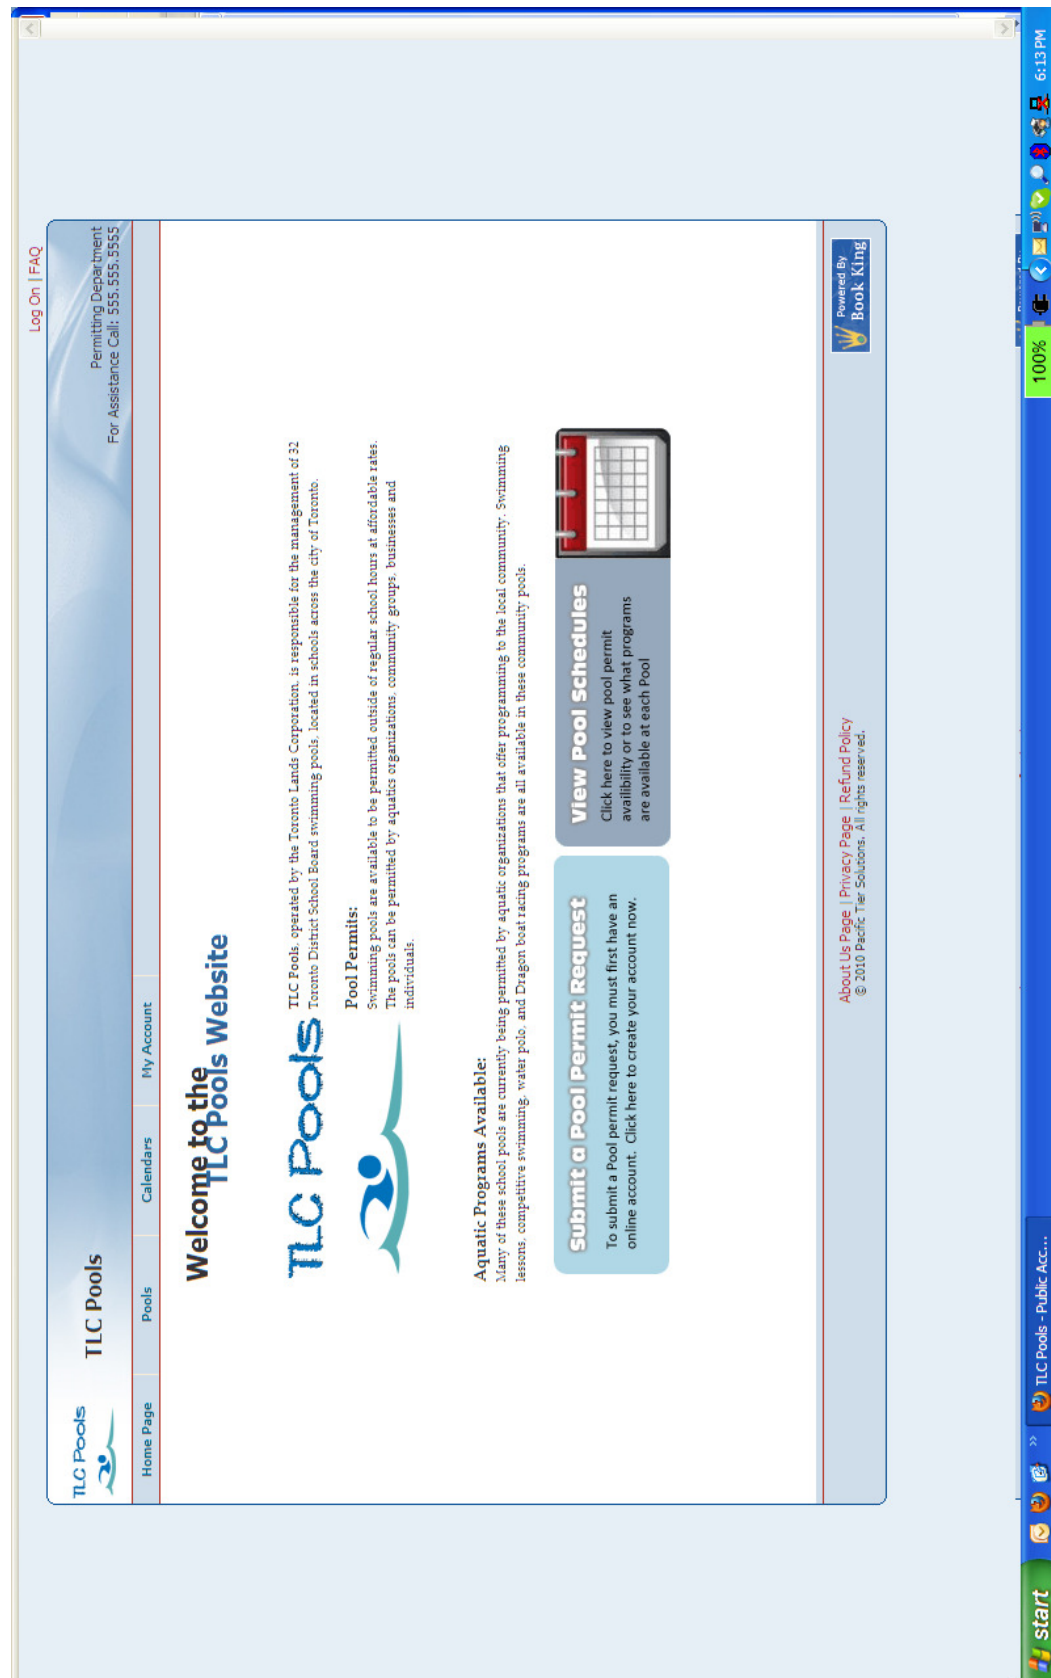 Log On | FAQ
TLC Pools
TLC Pools
Permitting Department
For Assistance Call: 555.555.5555
Home Page
Pools
Calendars
My Account
Welcome to the
TLC Pools Website
TLC Pools
TLC Pools, operated by the Toronto Lands Corporation, is responsible for the management of 32
Toronto District School Board swimming pools, located in schools across the city of Toronto.
Pool Permits:
Swimming pools are available to be permitted outside of regular school hours at affordable rates.
The pools can be permitted by aquatics organizations, community groups, businesses and
individuals.
Aquatic Programs Available:
Many of these school pools are currently being permitted by aquatic organizations that offer programming to the local community. Swimming
lessons, competitive swimming, water polo, and Dragon boat racing programs are all available in these community pools.
Submit a Pool Permit Request
To submit a Pool permit request, you must first have an
online account. Click here to create your account now.
View Pool Schedules
Click here to view pool permit
availibility or to see what programs
are available at each Pool
About Us Page | Privacy Page | Refund Policy
© 2010 Pacific Tier Solutions. All rights reserved.
Powered By
Book King
start
TLC Pools - Public Acc...
100%
6:13 PM